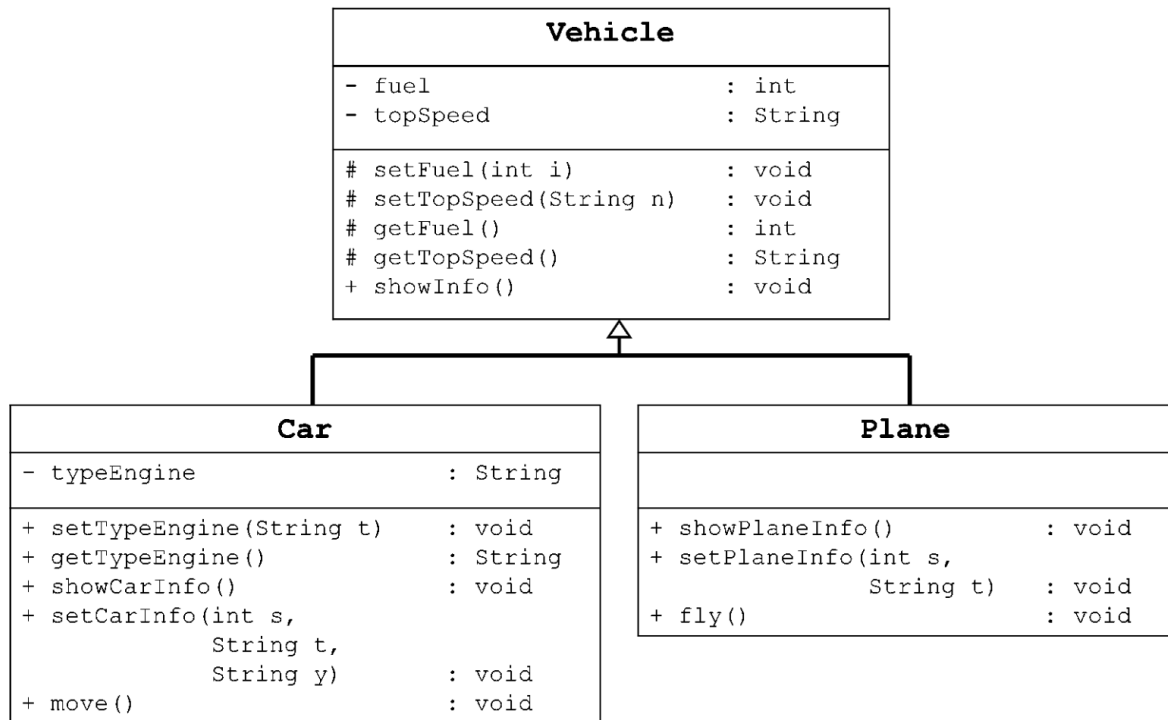 Vehicle
- fuel : int
- topSpeed : String
# setFuel(int i) : void
# setTopSpeed(String n) : void
# getFuel() : int
# getTopSpeed() : String
+ showInfo() : void
Car
- typeEngine : String
+ setTypeEngine(String t) : void
+ getTypeEngine() : String
+ showCarInfo() : void
+ setCarInfo(int s,
String t,
String y) : void
+ move() : void
Plane
+ showPlaneInfo() : void
+ setPlaneInfo(int s,
String t) : void
+ fly() : void